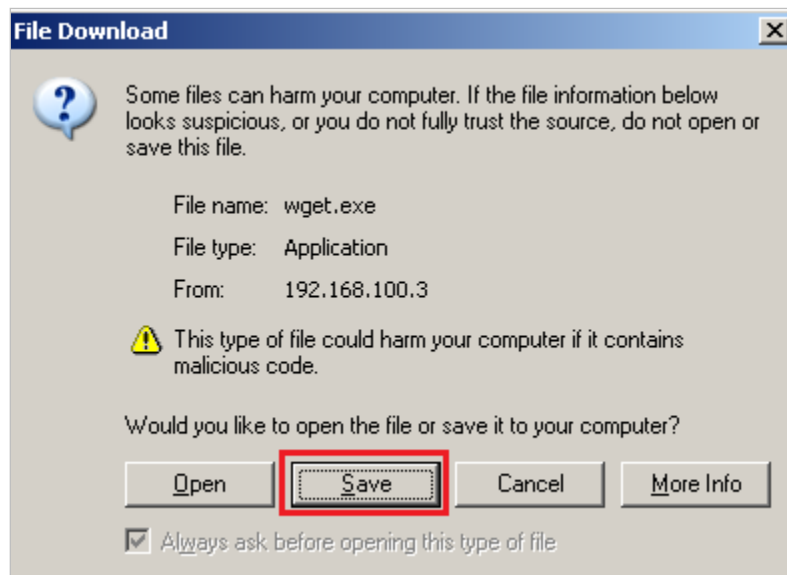 File Download
Some files can harm your computer. If the file information below
looks suspicious, or you do not fully trust the source, do not open or
save this file.
File name: wget.exe
File type: Application
From: 192.168.100.3
This type of file could harm your computer if it contains
malicious code.
Would you like to open the file or save it to your computer?
Open Save Cancel More Info
Always ask before opening this type of file